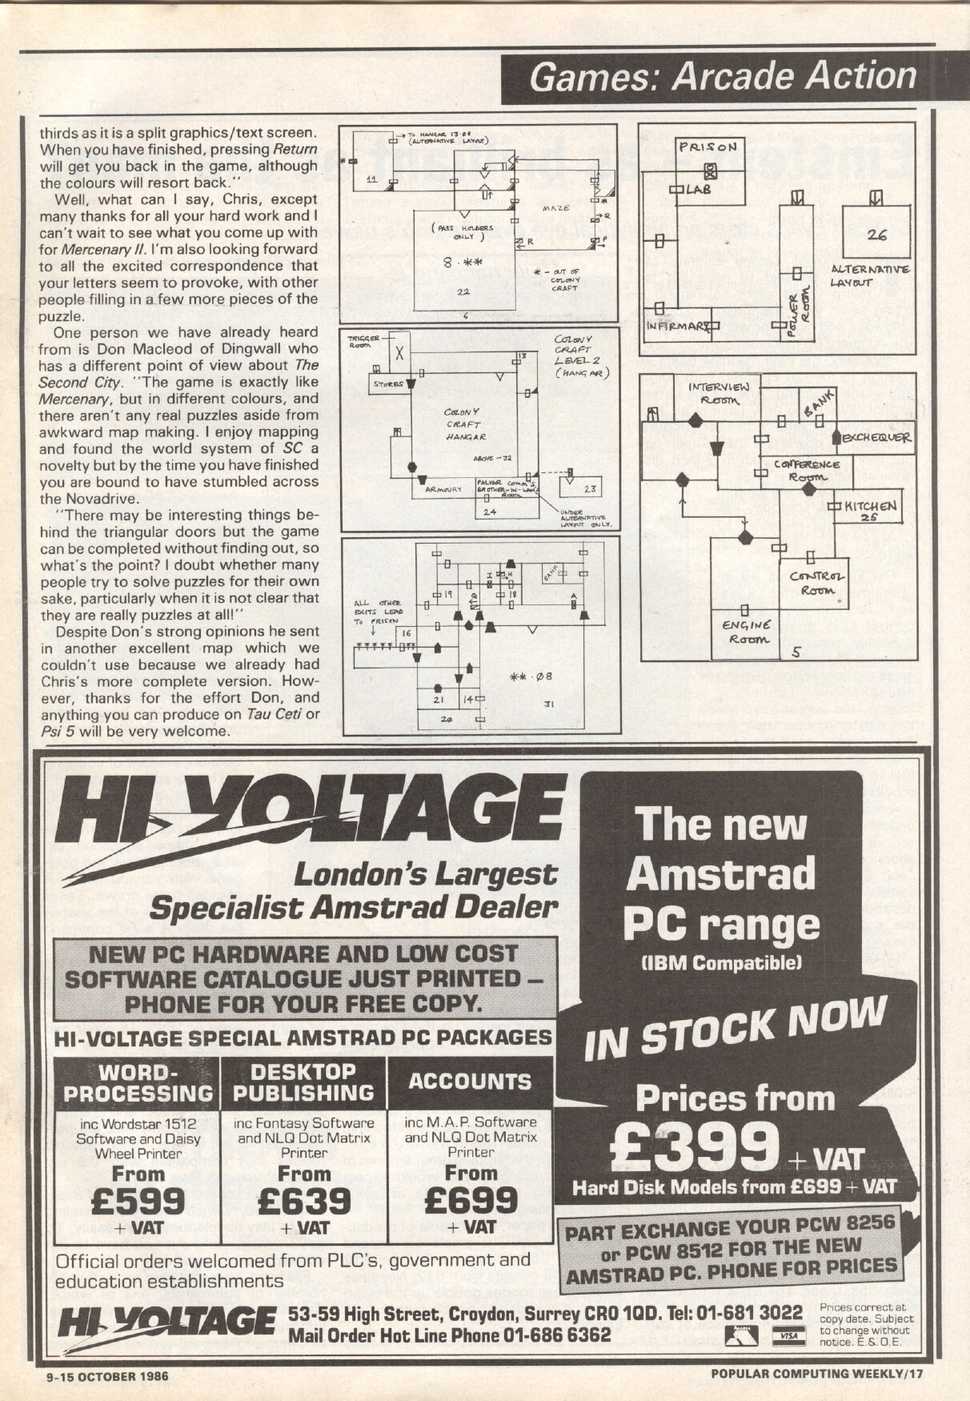 Games: Arcade Action
thirds as it is a split graphics/text screen.
When you have finished, pressing Return
will get you back in the game, although
the colours will resort back.''
Well, what can I say, Chris, except
many thanks for all your hard work and I
can't wait to see what you come up with
for Mercenary II. I'm also looking forward
to all the excited correspondence that
your letters seem to provoke, with other
people filling in a few more pieces of the
puzzle.
One person we have already heard
from is Don Macleod of Dingwall who
has a different point of view about The
Second City. ''The game is exactly like
Mercenary, but in different colours, and
there aren't any real puzzles aside from
awkward map making. I enjoy mapping
and found the world system of SC a
novelty but by the time you have finished
you are bound to have stumbled across
the Novadrive.
''There may be interesting things be-
hind the triangular doors but the game
can be completed without finding out, so
what's the point? I doubt whether many
people try to solve puzzles for their own
sake, particularly when it is not clear that
they are really puzzles at all!''
Despite Don's strong opinions he sent
in another excellent map which we
couldn't use because we already had
Chris's more complete version. How-
ever, thanks for the effort Don, and
anything you can produce on Tau Ceti or
Psi 5 will be very welcome.
TO HANGAR 13-08
(ALTERNATIVE LAYOUT)
11
MAZE
R
(PASS HOLDERS
ONLY)
R
P
8·**
* - OUT OF
COLONY
CRAFT
22
6
TRIGGER
ROOM
X
13
COLONY
CRAFT
LEVEL 2
(HANGAR)
STORES
COLONY
CRAFT
HANGAR
ABOVE - 22
ARMOURY
PALYAR COMM'S
BROTHER-IN-LAW'S
ROOM
23
24
UNDER
ALTERNATIVE
LAYOUT ONLY.
I
H
BANK
19
18
A
ALL OTHER
EXITS LEAD
TO PRISON
16
**·08
21
14
31
20
PRISON
LAB
26
ALTERNATIVE
LAYOUT
POWER
ROOM
INFIRMARY
INTERVIEW
ROOM
BANK
EXCHEQUER
CONFERENCE
ROOM
KITCHEN
25
CONTROL
ROOM
ENGINE
ROOM
5
HI-VOLTAGE
London's Largest
Specialist Amstrad Dealer
NEW PC HARDWARE AND LOW COST
SOFTWARE CATALOGUE JUST PRINTED –
PHONE FOR YOUR FREE COPY.
HI-VOLTAGE SPECIAL AMSTRAD PC PACKAGES
WORD-
PROCESSING
inc Wordstar 1512
Software and Daisy
Wheel Printer
From
£599
+ VAT
DESKTOP
PUBLISHING
inc Fontasy Software
and NLQ Dot Matrix
Printer
From
£639
+ VAT
ACCOUNTS
inc M.A.P. Software
and NLQ Dot Matrix
Printer
From
£699
+ VAT
The new
Amstrad
PC range
(IBM Compatible)
IN STOCK NOW
Prices from
£399 + VAT
Hard Disk Models from £699 + VAT
PART EXCHANGE YOUR PCW 8256
or PCW 8512 FOR THE NEW
AMSTRAD PC. PHONE FOR PRICES
Official orders welcomed from PLC's, government and
education establishments
HI VOLTAGE
53-59 High Street, Croydon, Surrey CR0 1QD. Tel: 01-681 3022
Mail Order Hot Line Phone 01-686 6362
VISA
Prices correct at
copy date. Subject
to change without
notice. E.& O.E.
9-15 OCTOBER 1986
POPULAR COMPUTING WEEKLY/17